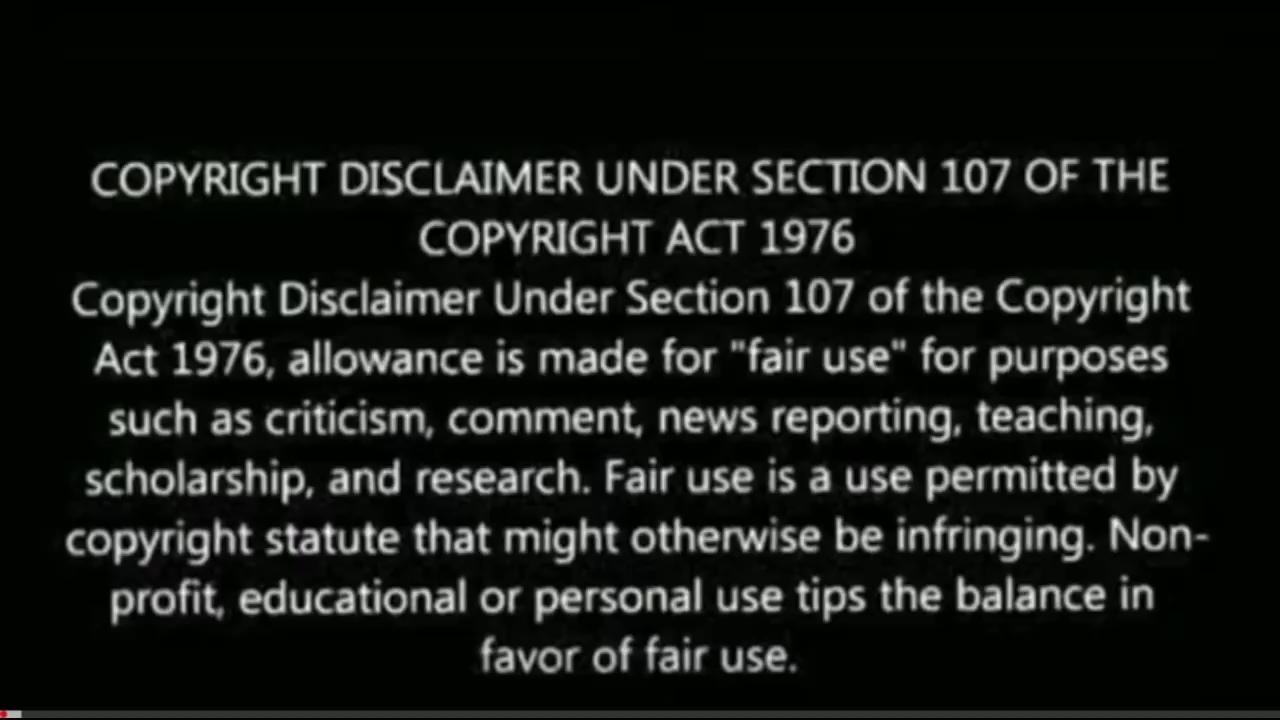 COPYRIGHT DISCLAIMER UNDER SECTION 107 OF THE
COPYRIGHT ACT 1976
Copyright Disclaimer Under Section 107 of the Copyright
Act 1976, allowance is made for "fair use" for purposes
such as criticism, comment, news reporting, teaching,
scholarship, and research. Fair use is a use permitted by
copyright statute that might otherwise be infringing. Non-
profit, educational or personal use tips the balance in
favor of fair use.